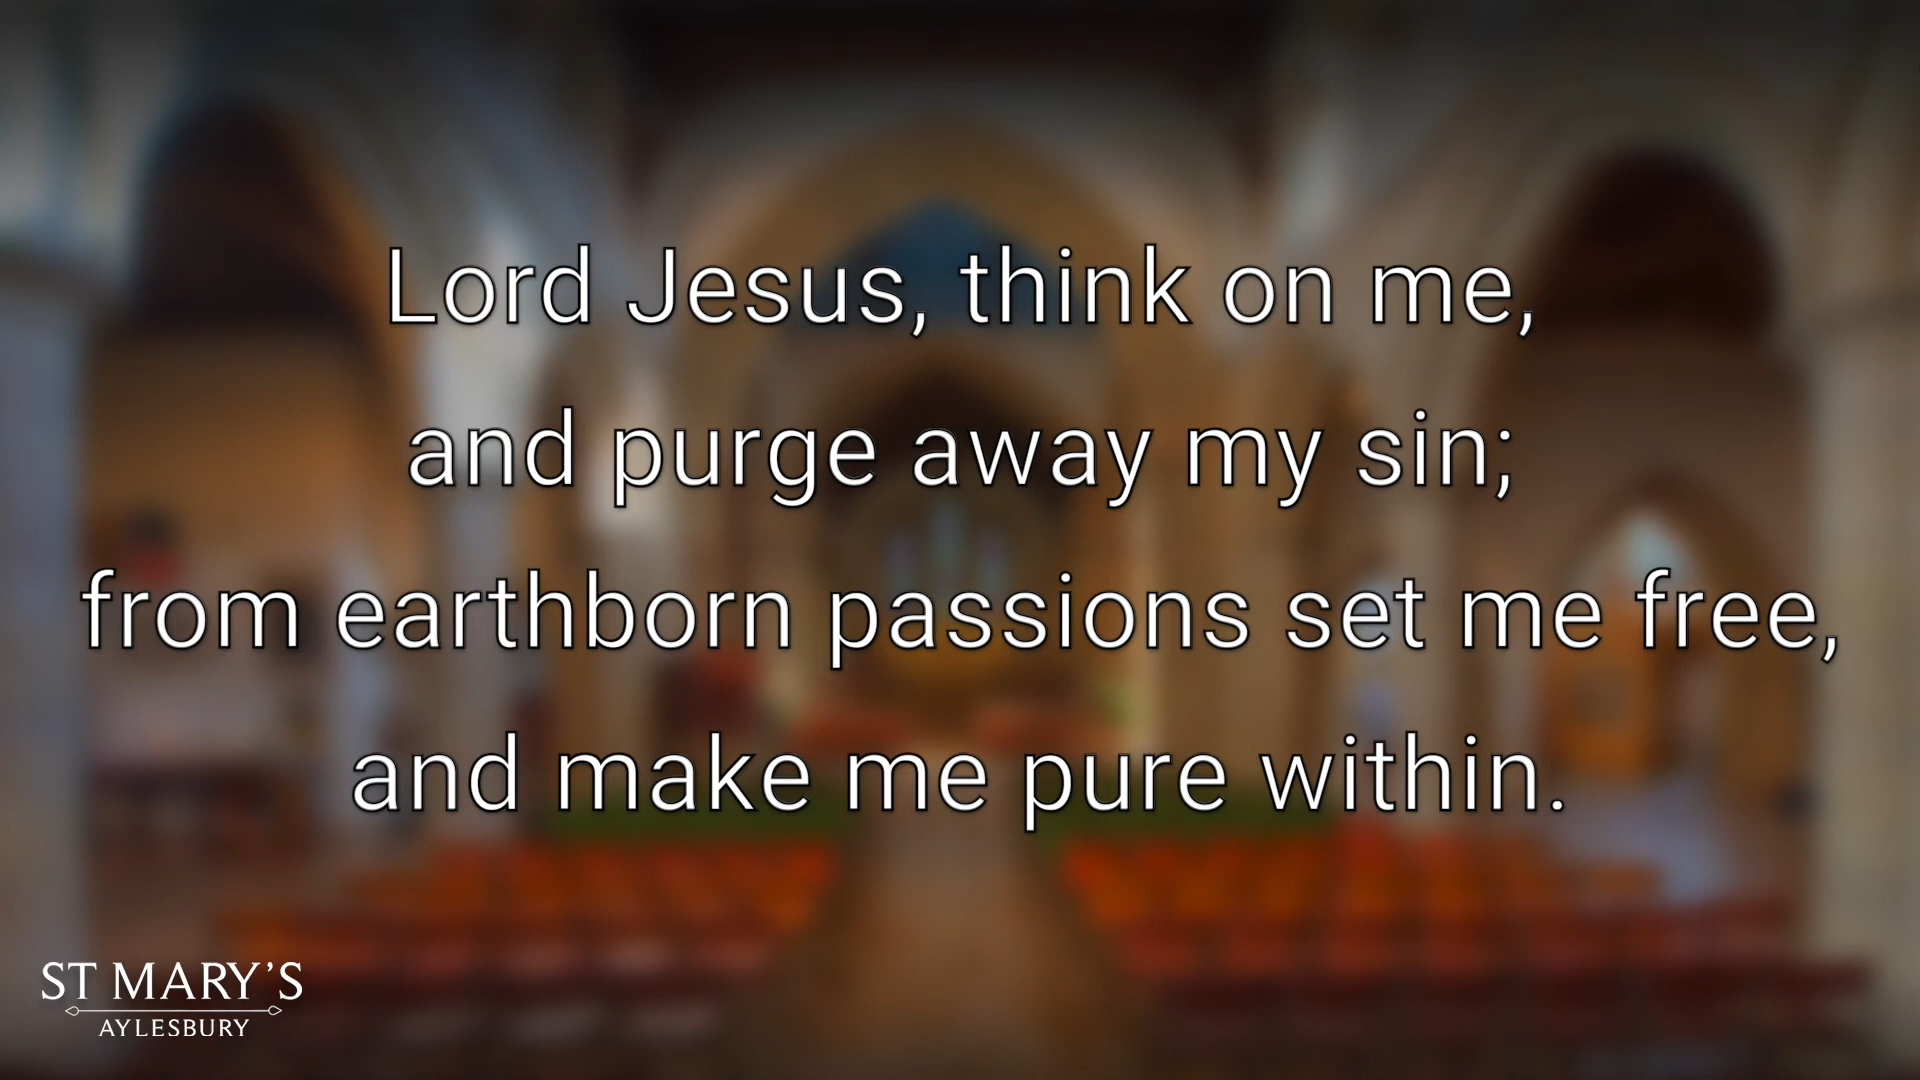 Lord Jesus, think on me,
and purge away my sin;
from earthborn passions set me free,
and make me pure within.
ST MARY'S
AYLESBURY